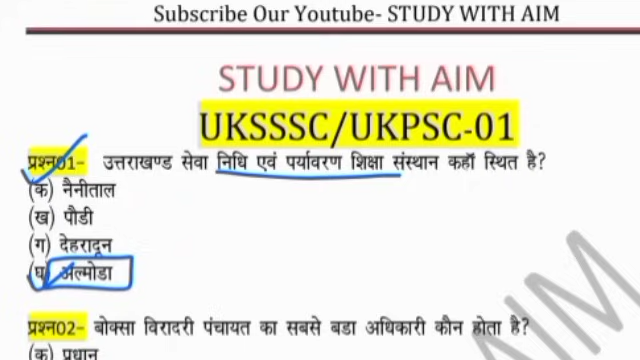 Subscribe Our Youtube- STUDY WITH AIM
STUDY WITH AIM
UKSSSC/UKPSC-01
प्रश्न01- उत्तराखण्ड सेवा निधि एवं पर्यावरण शिक्षा संस्थान कहॉ स्थित है?
(क) नैनीताल
(ख) पौडी
(ग) देहरादून
(घ) अल्मोडा
प्रश्न02- बोक्सा विरादरी पंचायत का सबसे बडा अधिकारी कौन होता है?
(क) प्रधान
AIM